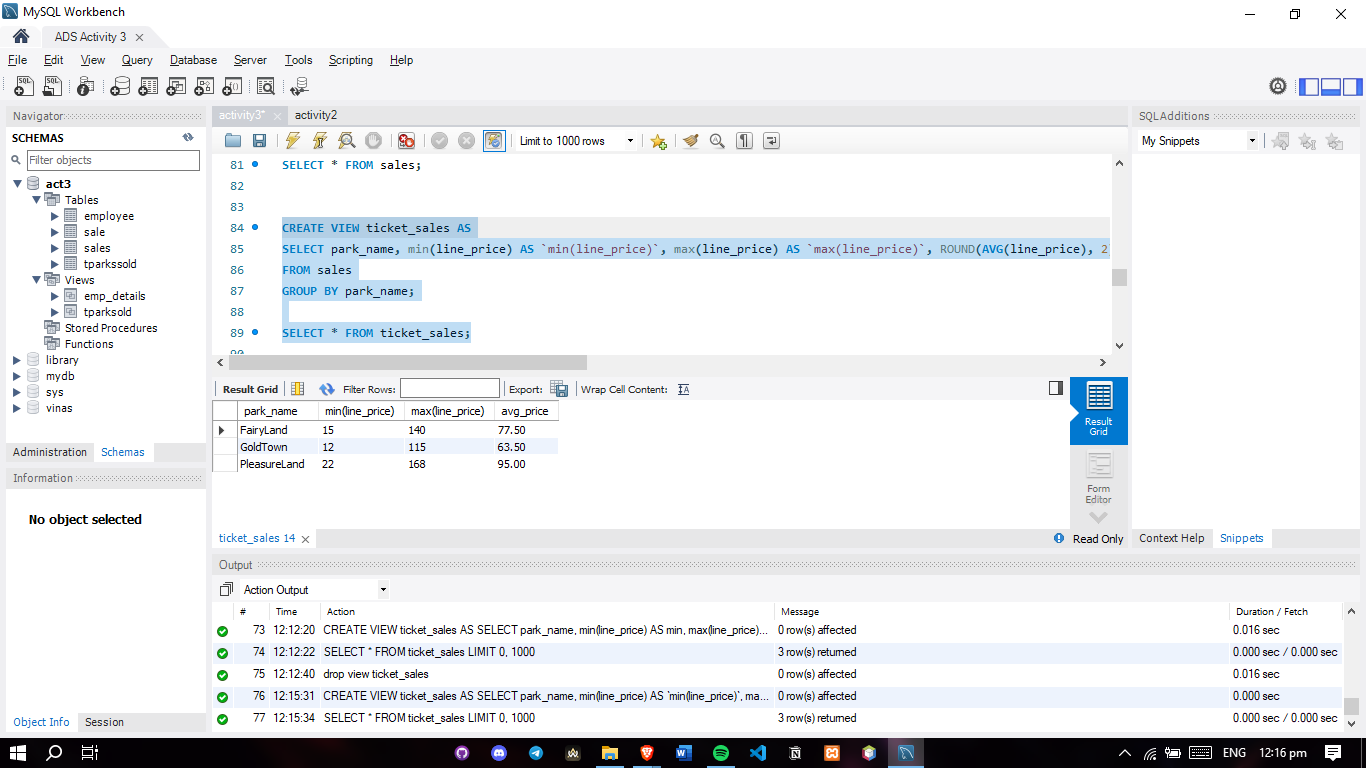 MySQL Workbench
ADS Activity 3
File Edit View Query Database Server Tools Scripting Help
Navigator
SCHEMAS
Filter objects
act3
Tables
employee
sale
sales
tparkssold
Views
emp_details
tparksold
Stored Procedures
Functions
library
mydb
sys
vinas
Administration Schemas
Information
No object selected
Object Info Session
activity3* activity2
Limit to 1000 rows
81 SELECT * FROM sales;
82
83
84 CREATE VIEW ticket_sales AS
85 SELECT park_name, min(line_price) AS `min(line_price)`, max(line_price) AS `max(line_price)`, ROUND(AVG(line_price), 2
86 FROM sales
87 GROUP BY park_name;
88
89 SELECT * FROM ticket_sales;
90
Result Grid Filter Rows: Export: Wrap Cell Content:
park_name min(line_price) max(line_price) avg_price
FairyLand 15 140 77.50
GoldTown 12 115 63.50
PleasureLand 22 168 95.00
Result
Grid
Form
Editor
ticket_sales 14 Read Only
SQLAdditions
My Snippets
Context Help Snippets
Output
Action Output
# Time Action Message Duration / Fetch
73 12:12:20 CREATE VIEW ticket_sales AS SELECT park_name, min(line_price) AS min, max(line_price)... 0 row(s) affected 0.016 sec
74 12:12:22 SELECT * FROM ticket_sales LIMIT 0, 1000 3 row(s) returned 0.000 sec / 0.000 sec
75 12:12:40 drop view ticket_sales 0 row(s) affected 0.016 sec
76 12:15:31 CREATE VIEW ticket_sales AS SELECT park_name, min(line_price) AS `min(line_price)`, ma... 0 row(s) affected 0.000 sec
77 12:15:34 SELECT * FROM ticket_sales LIMIT 0, 1000 3 row(s) returned 0.000 sec / 0.000 sec
ENG 12:16 pm